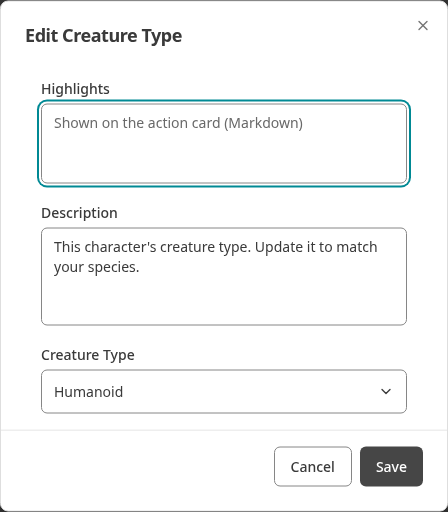 Edit Creature Type
Highlights
Shown on the action card (Markdown)
Description
This character's creature type. Update it to match
your species.
Creature Type
Humanoid
Cancel
Save